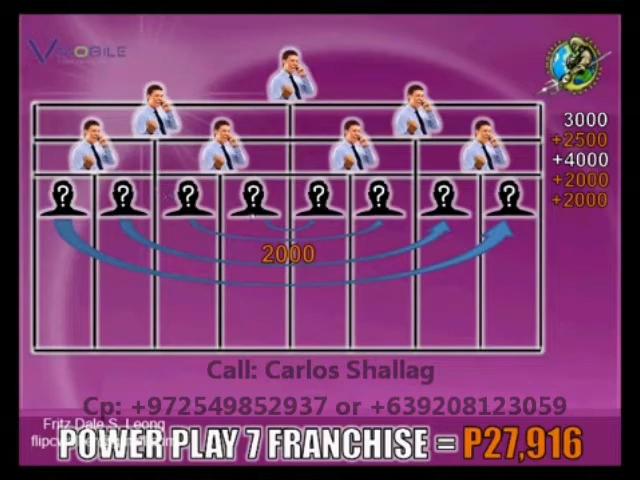 VMOBILE
3000
+2500
+4000
+2000
+2000
? ? ? ? ? ? ? ?
2000
Call: Carlos Shallag
Cp: +972549852937 or +639208123059
Fritz Dale S. Leong
POWER PLAY 7 FRANCHISE = P27,916